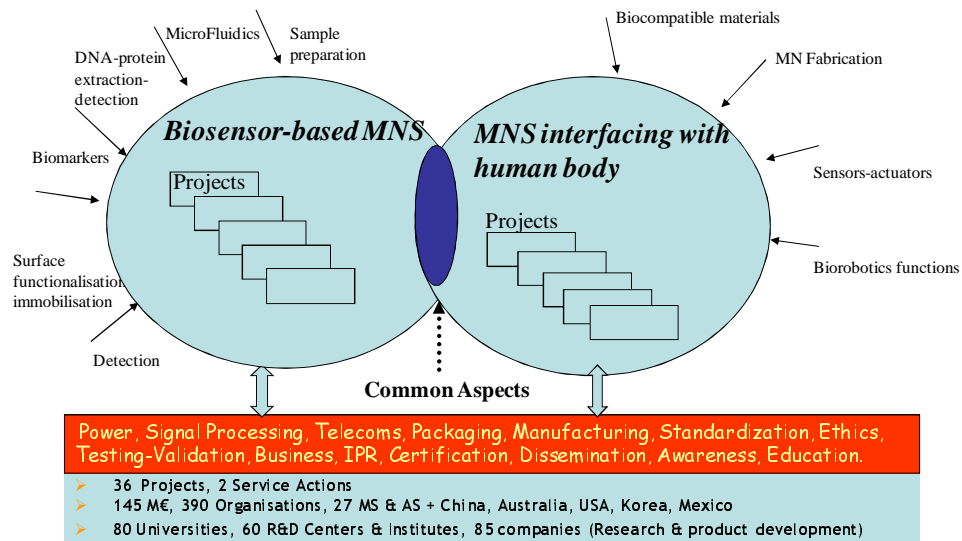 MicroFluidics
Sample
preparation
DNA-protein
extraction-
detection
Biomarkers
Surface
functionalisation
immobilisation
Detection
Biosensor-based MNS
Projects
Biocompatible materials
MN Fabrication
Sensors-actuators
Biorobotics functions
MNS interfacing with
human body
Projects
Common Aspects
Power, Signal Processing, Telecoms, Packaging, Manufacturing, Standardization, Ethics,
Testing-Validation, Business, IPR, Certification, Dissemination, Awareness, Education.
36 Projects, 2 Service Actions
145 M€, 390 Organisations, 27 MS & AS + China, Australia, USA, Korea, Mexico
80 Universities, 60 R&D Centers & Institutes, 85 companies (Research & product development)